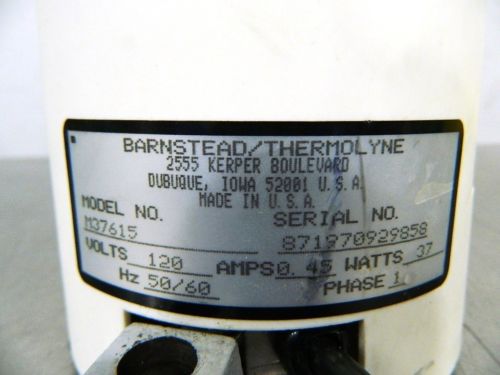 BARNSTEAD/THERMOLYNE
2555 KERPER BOULEVARD
DUBUQUE, IOWA 52001 U.S.A.
MADE IN U.S.A.
MODEL NO. SERIAL NO.
M37615 871970929858
VOLTS 120 AMPS 0.45 WATTS 37
Hz 50/60 PHASE 1